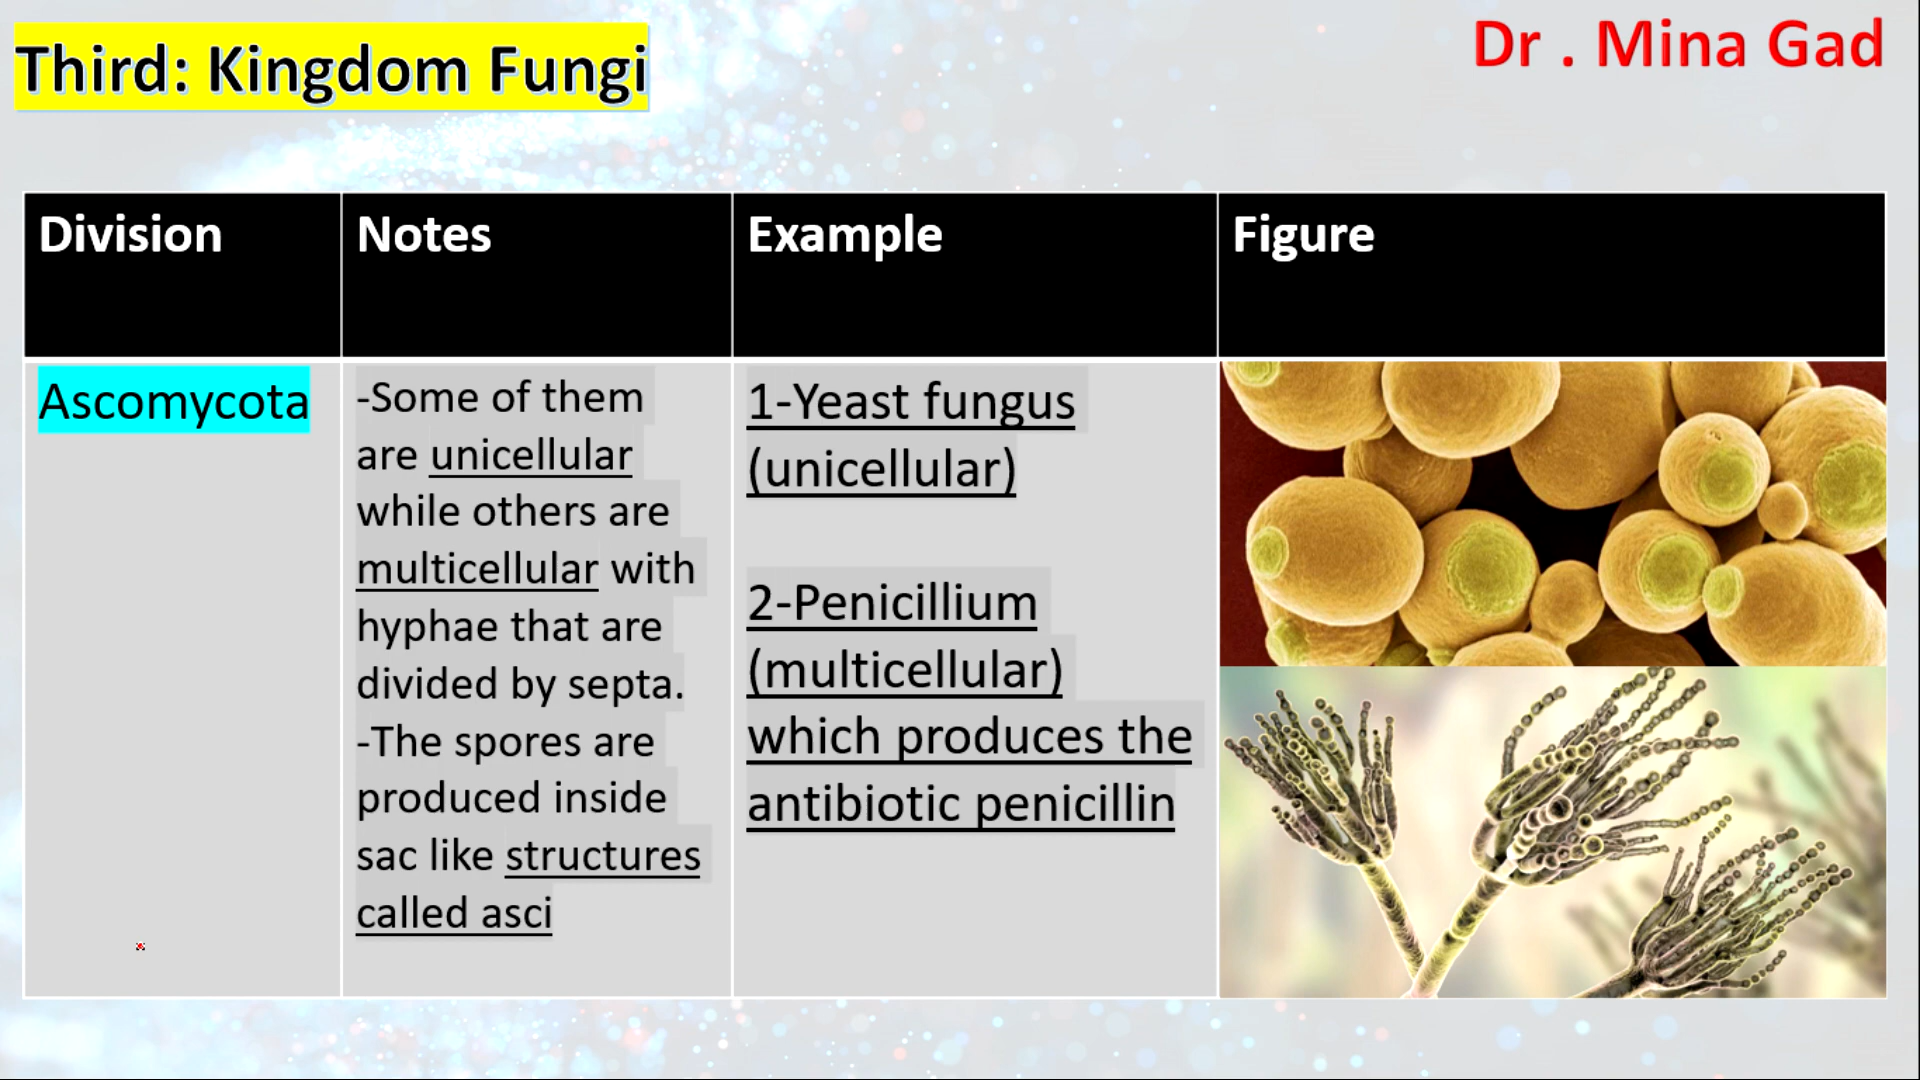 Third: Kingdom Fungi
Dr . Mina Gad
Division
Notes
Example
Figure
Ascomycota
-Some of them
are unicellular
while others are
multicellular with
hyphae that are
divided by septa.
-The spores are
produced inside
sac like structures
called asci
1-Yeast fungus
(unicellular)
2-Penicillium
(multicellular)
which produces the
antibiotic penicillin